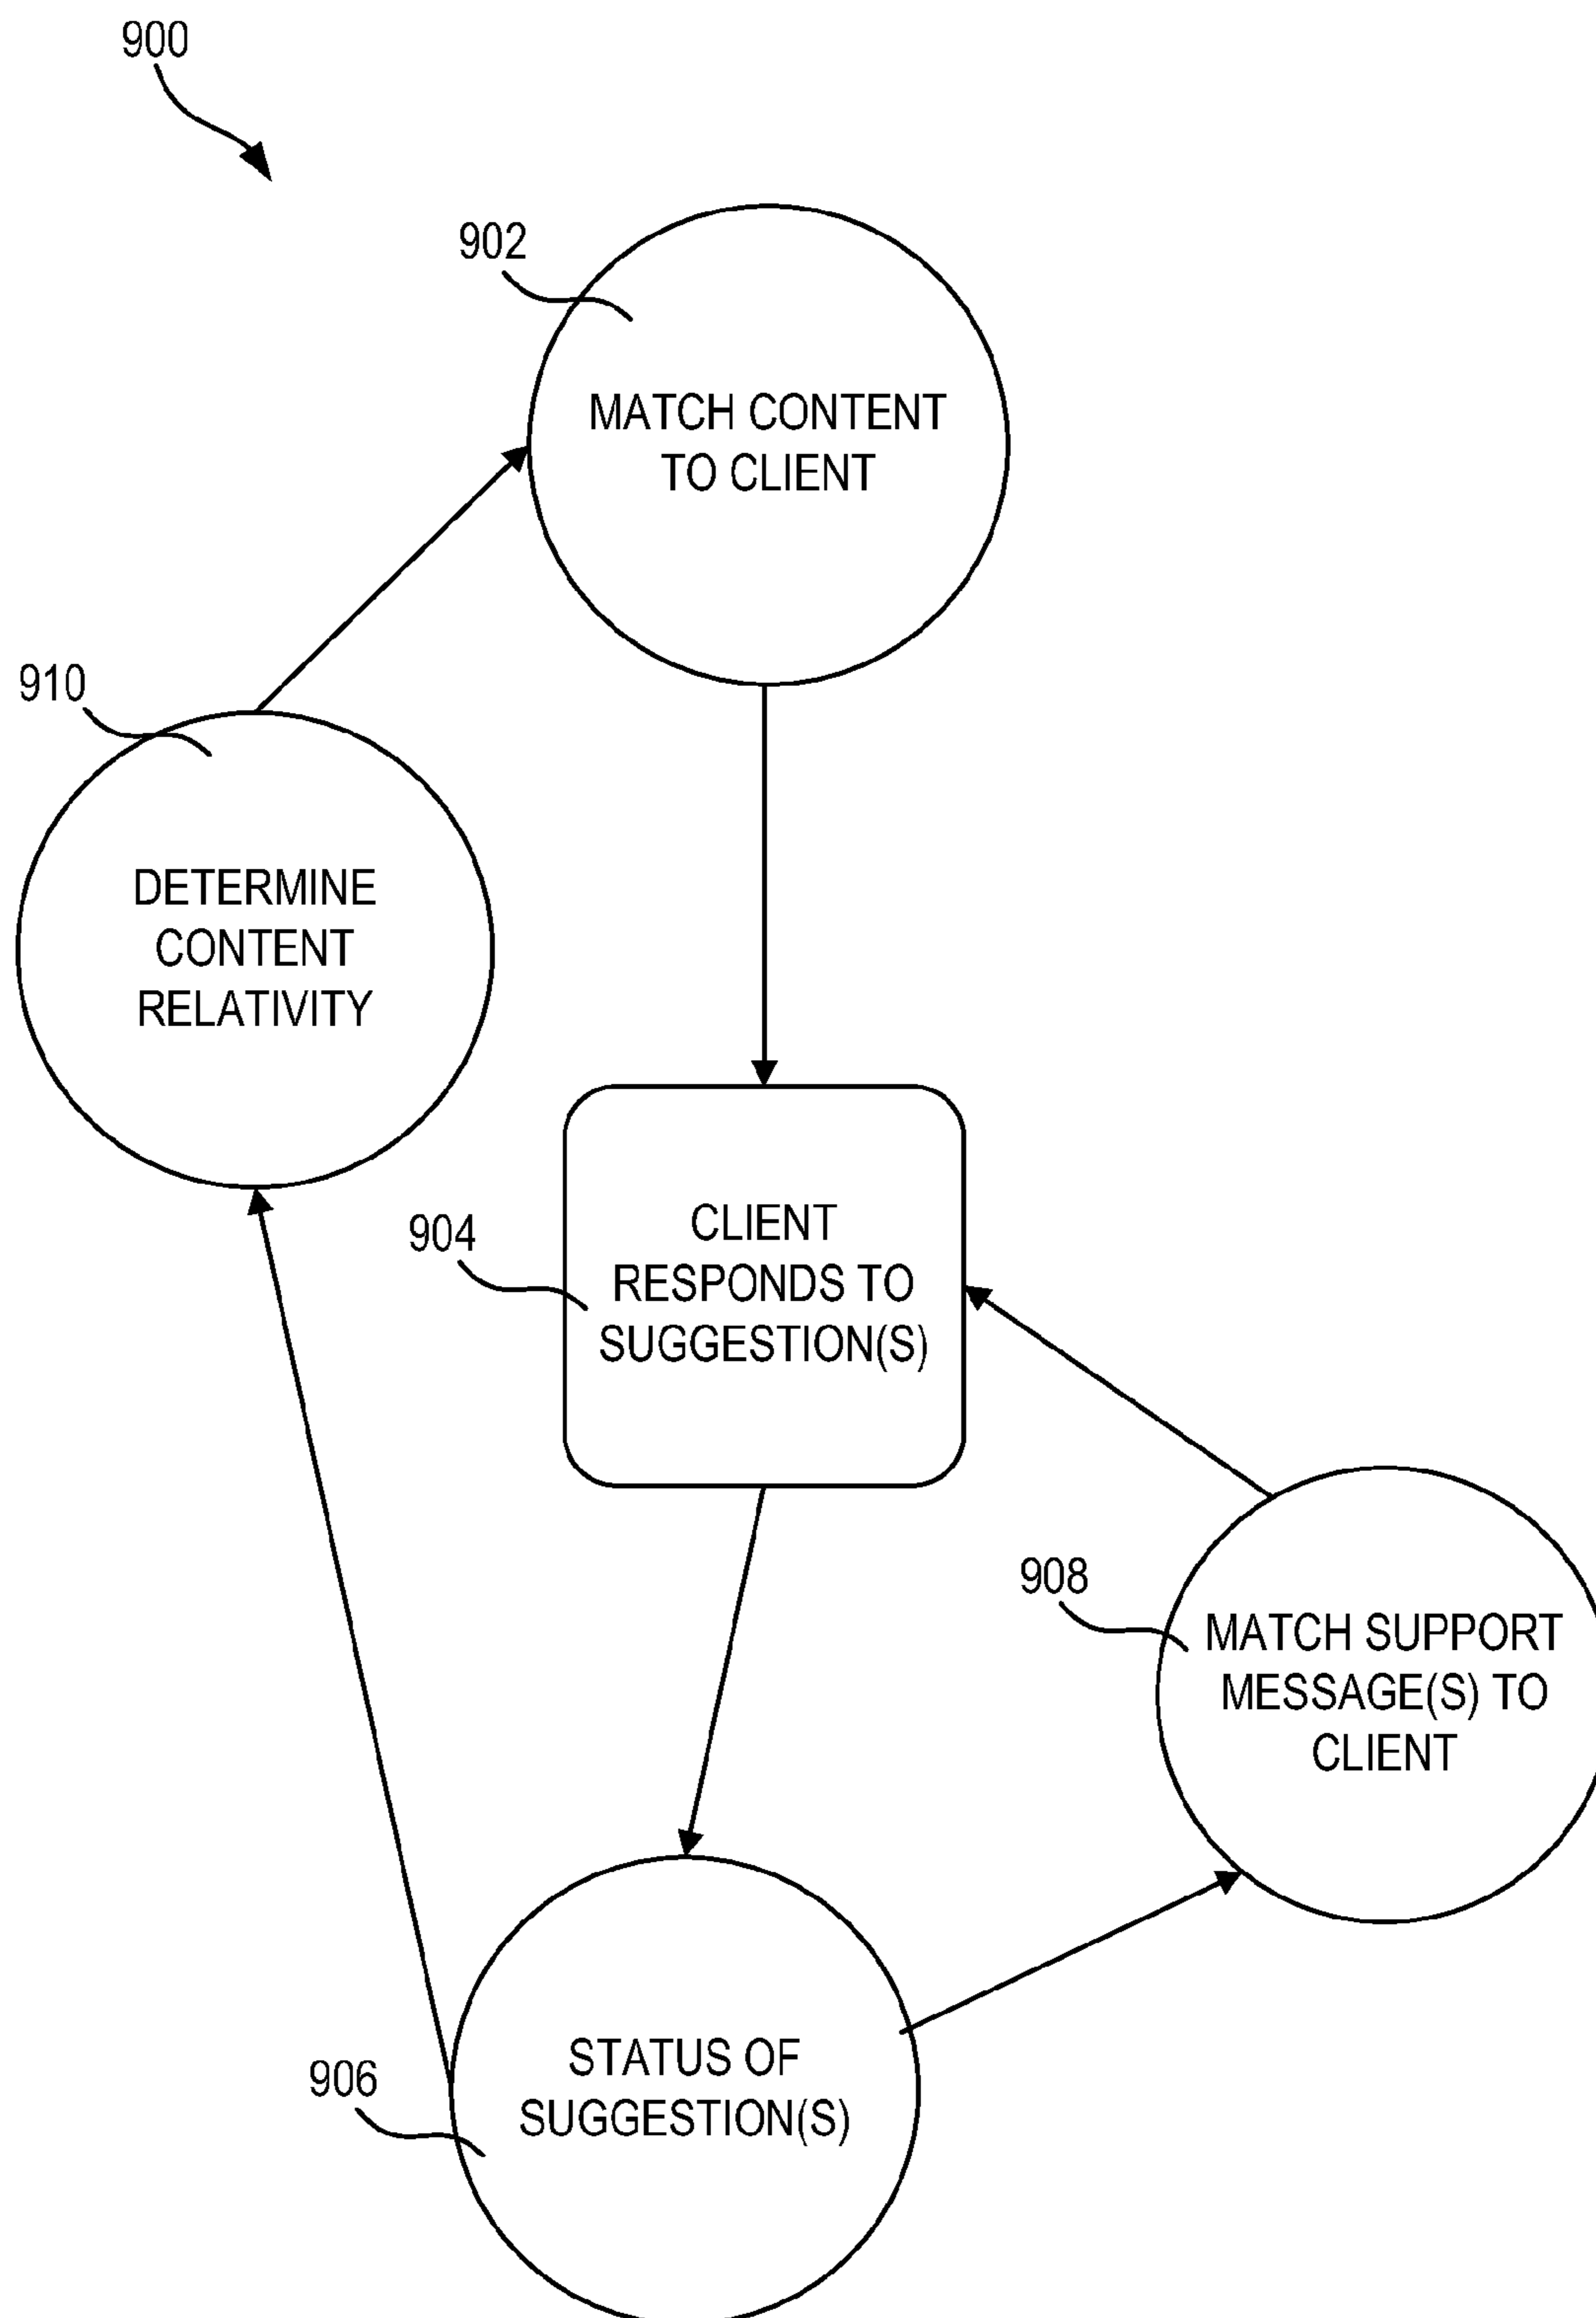 900
902
MATCH CONTENT
TO CLIENT
910
DETERMINE
CONTENT
RELATIVITY
904
CLIENT
RESPONDS TO
SUGGESTION(S)
908
MATCH SUPPORT
MESSAGE(S) TO
CLIENT
906
STATUS OF
SUGGESTION(S)